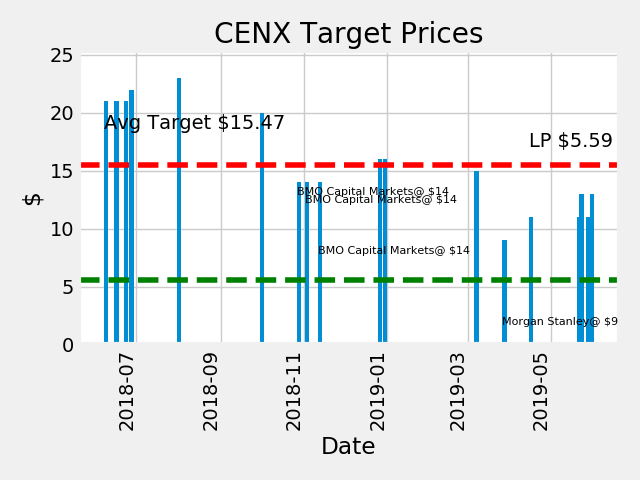 CENX Target Prices
25
20
15
10
5
0
$
Avg Target $15.47
LP $5.59
BMO Capital Markets@ $14
BMO Capital Markets@ $14
BMO Capital Markets@ $14
Morgan Stanley@ $9
2018-07
2018-09
2018-11
2019-01
2019-03
2019-05
Date